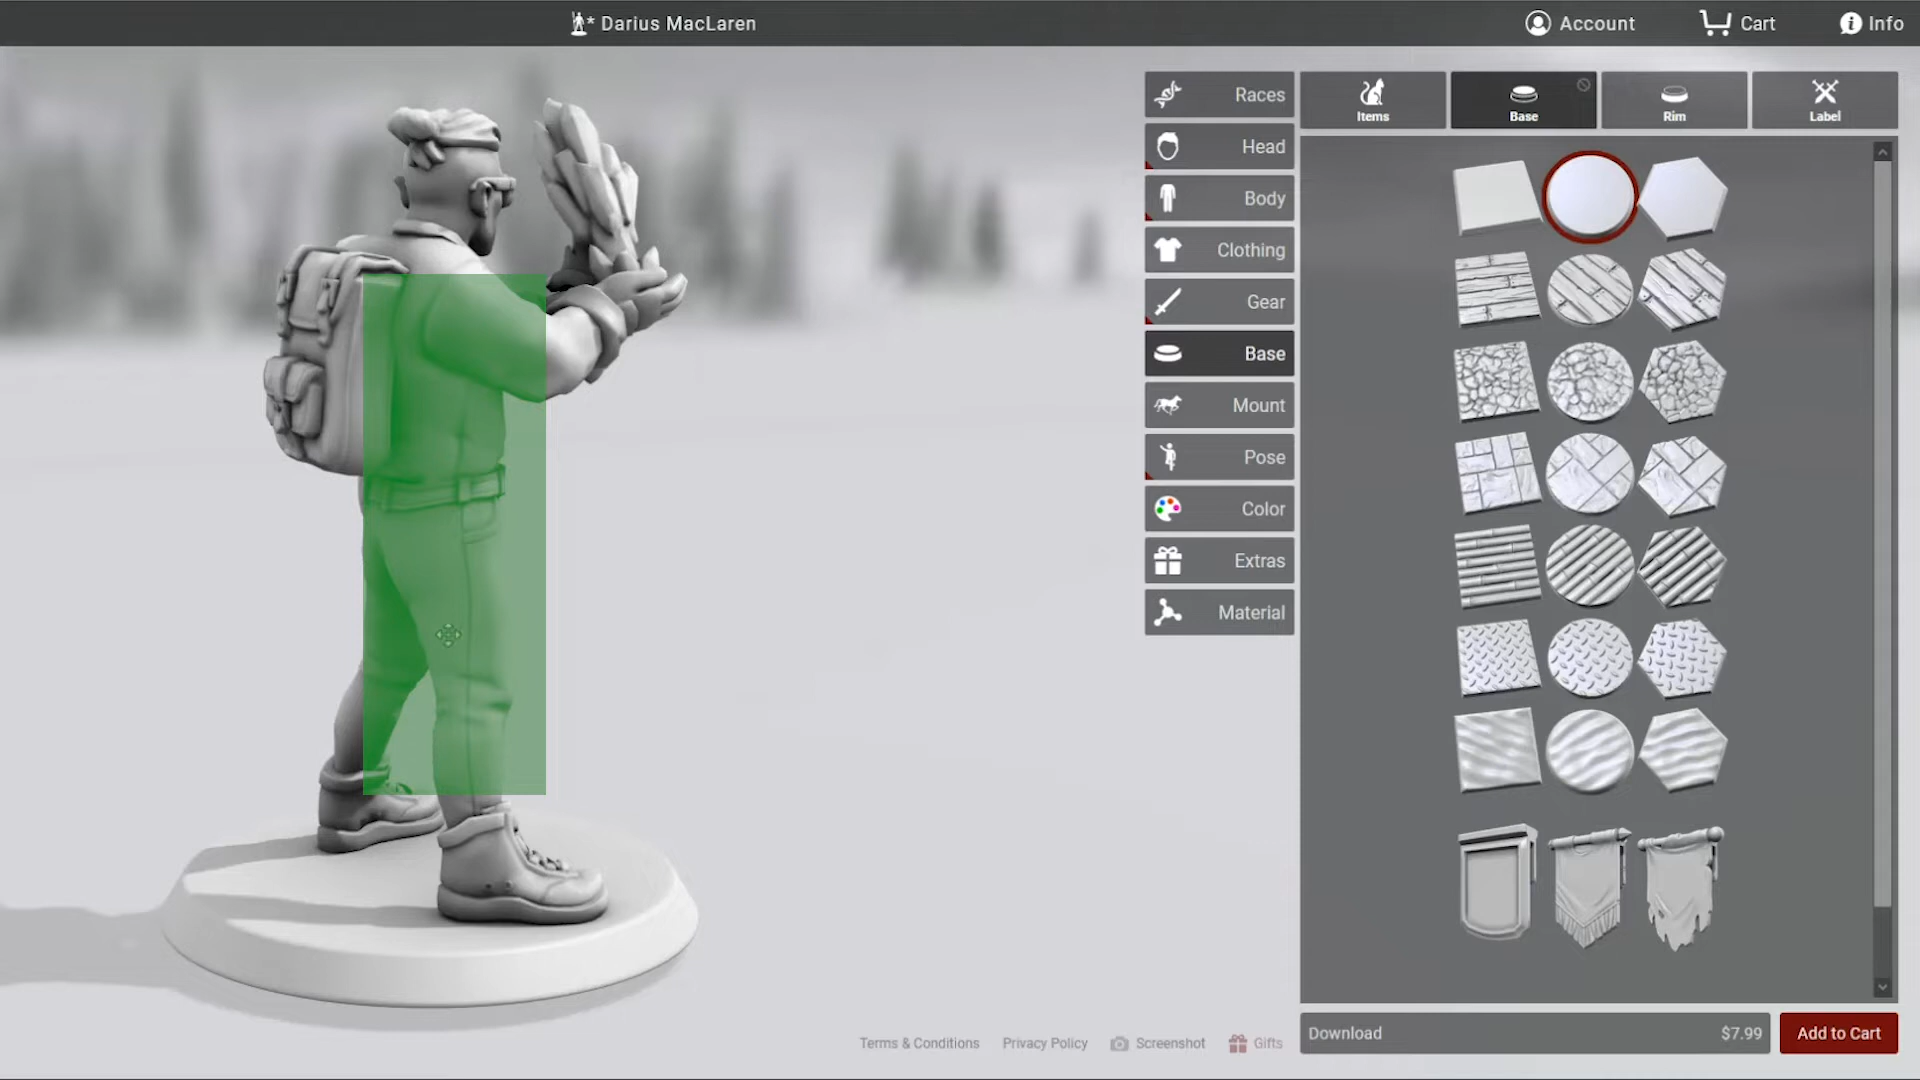 * Darius MacLaren
Account
Cart
Info
Races
Head
Body
Clothing
Gear
Base
Mount
Pose
Color
Extras
Material
Items
Base
Rim
Label
Terms & Conditions
Privacy Policy
Screenshot
Gifts
Download
$7.99
Add to Cart